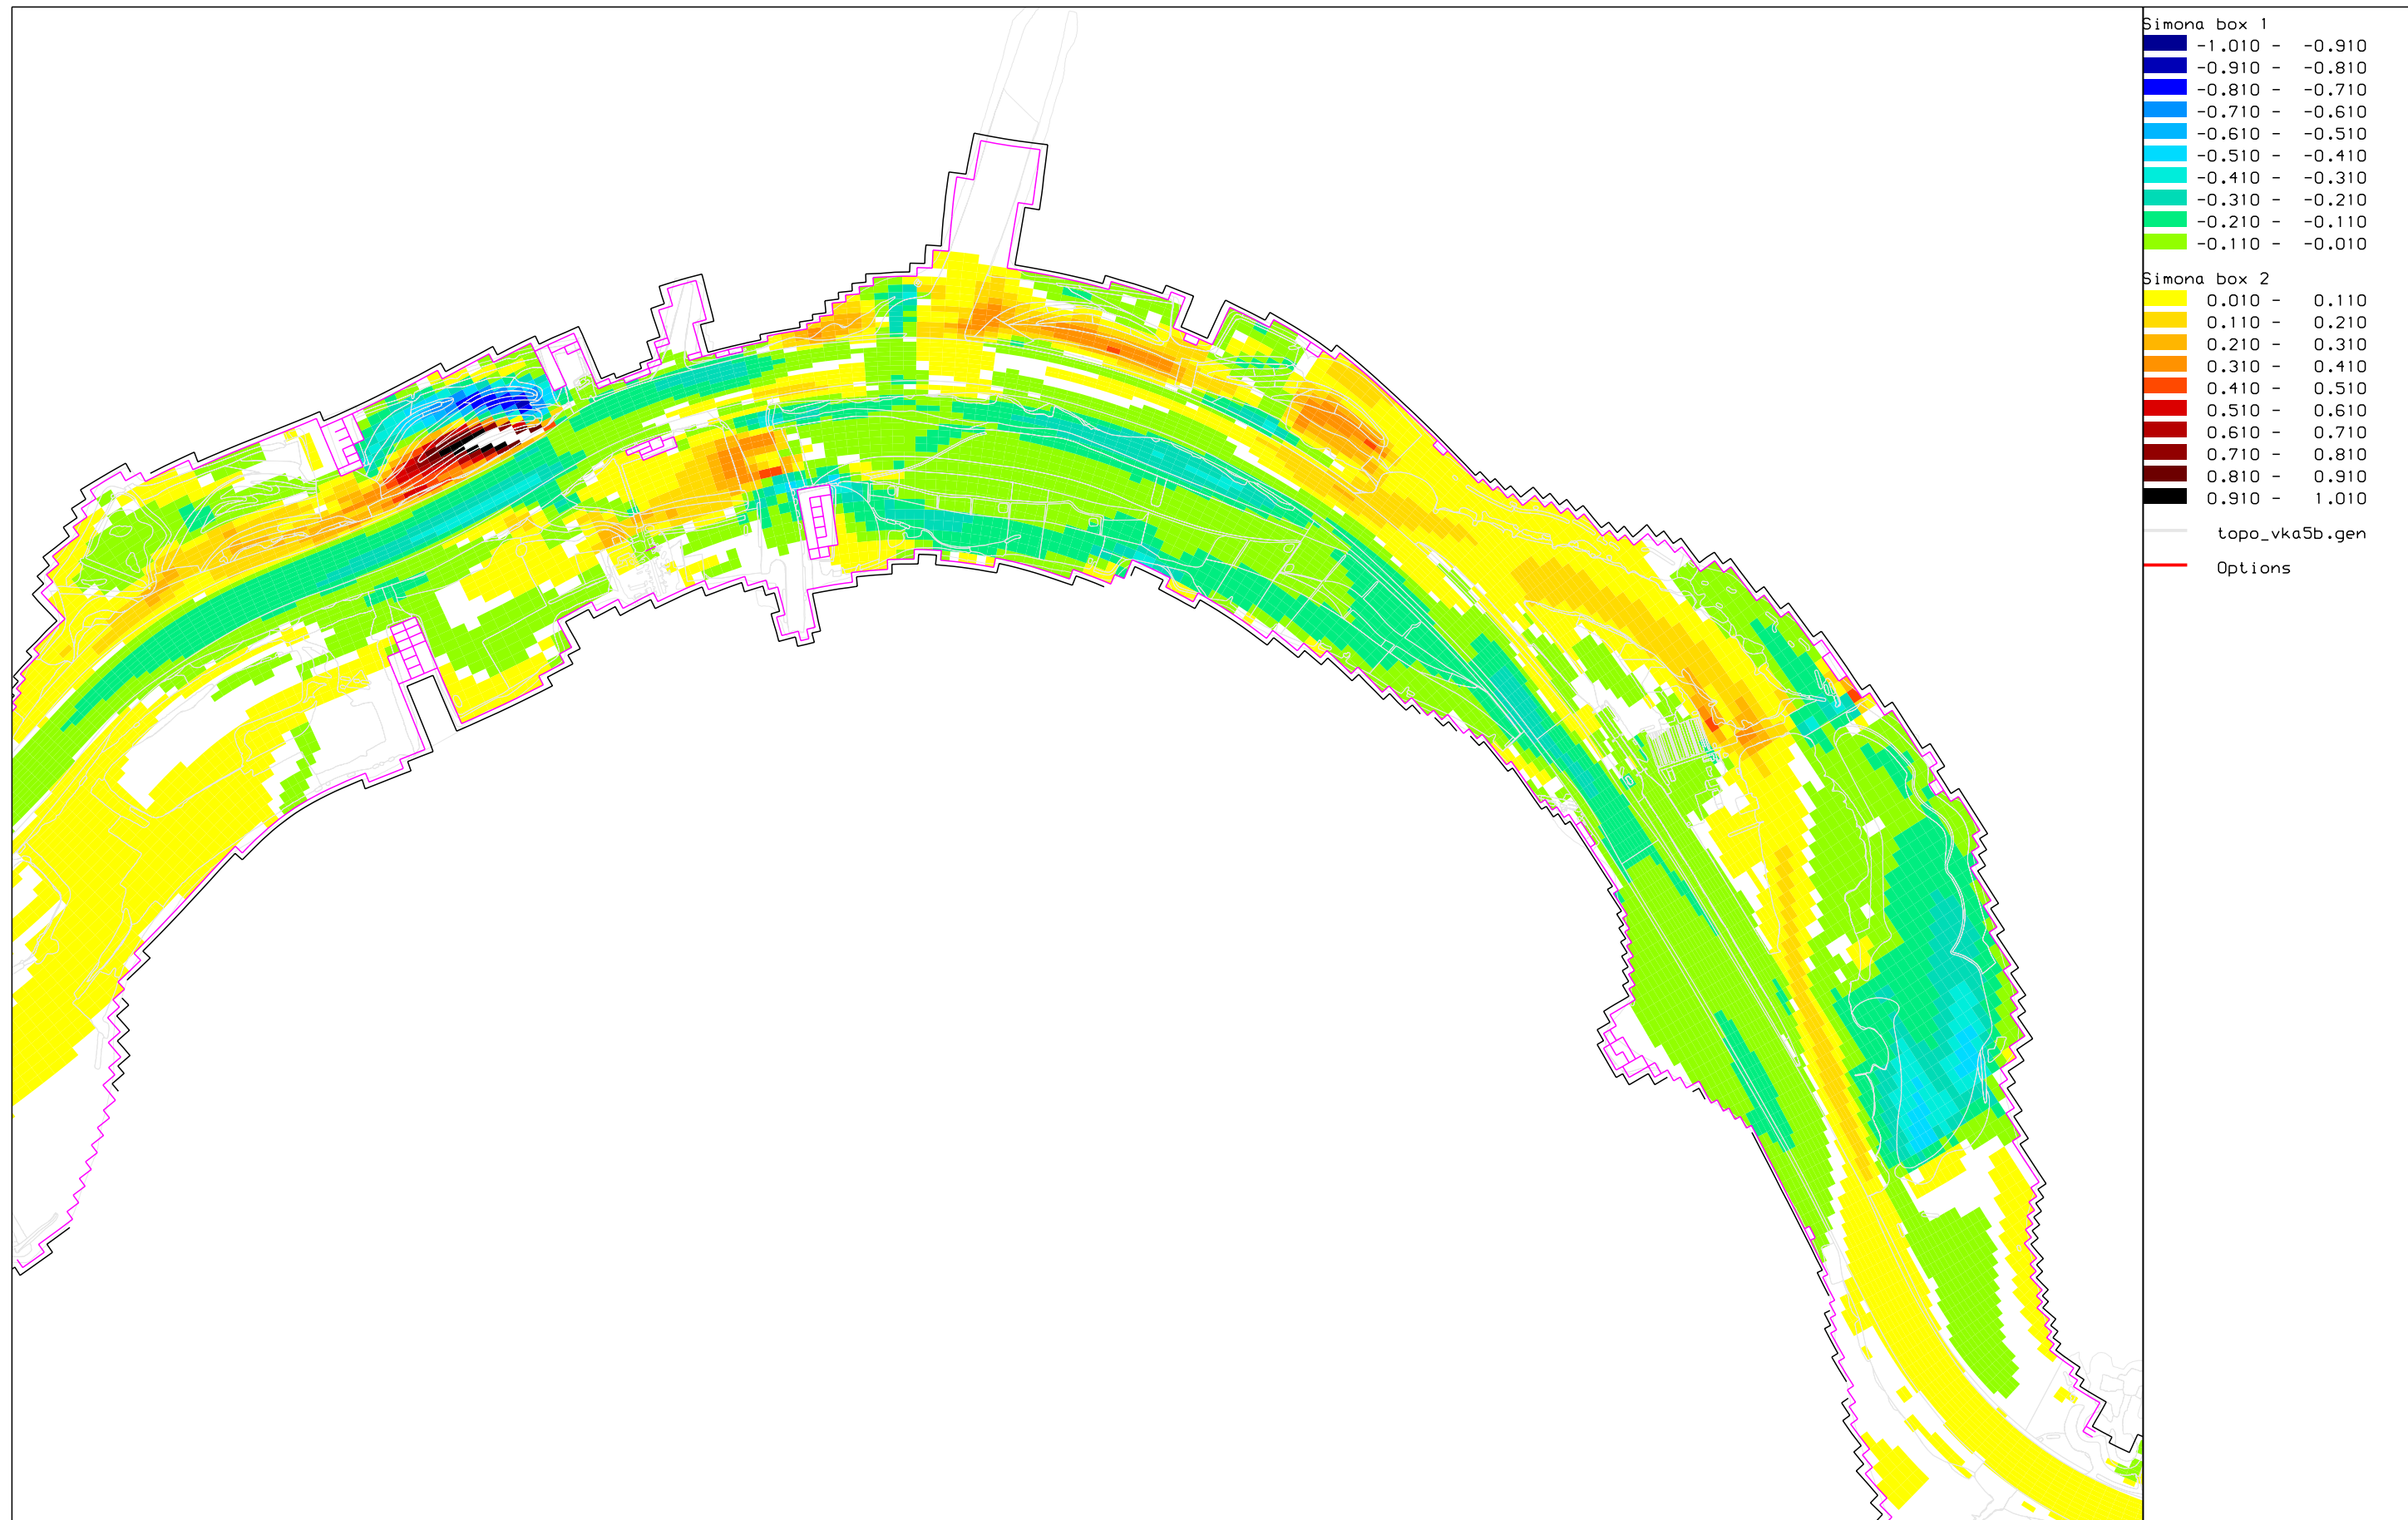 Simona box 1
-1.010 - -0.910
-0.910 - -0.810
-0.810 - -0.710
-0.710 - -0.610
-0.610 - -0.510
-0.510 - -0.410
-0.410 - -0.310
-0.310 - -0.210
-0.210 - -0.110
-0.110 - -0.010
Simona box 2
0.010 - 0.110
0.110 - 0.210
0.210 - 0.310
0.310 - 0.410
0.410 - 0.510
0.510 - 0.610
0.610 - 0.710
0.710 - 0.810
0.810 - 0.910
0.910 - 1.010
topo_vka5b.gen
Options